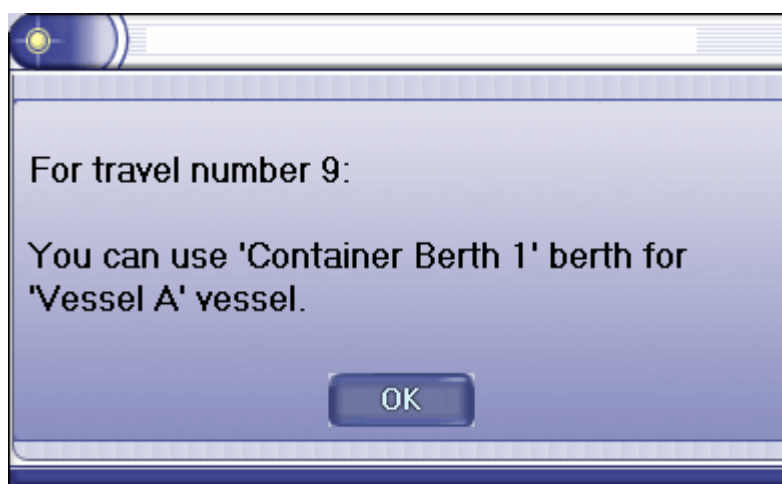 For travel number 9:
You can use 'Container Berth 1' berth for
'Vessel A' vessel.
OK